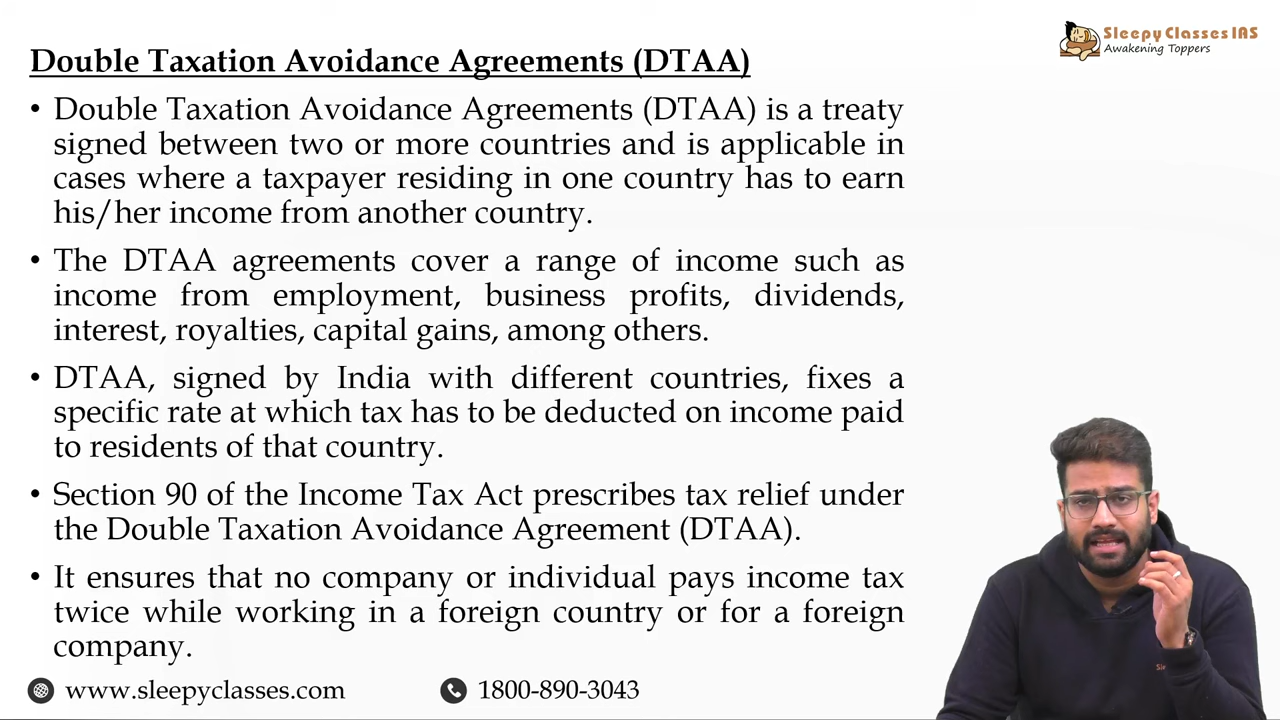 Sleepy Classes IAS
Awakening Toppers
Double Taxation Avoidance Agreements (DTAA)
• Double Taxation Avoidance Agreements (DTAA) is a treaty
signed between two or more countries and is applicable in
cases where a taxpayer residing in one country has to earn
his/her income from another country.
• The DTAA agreements cover a range of income such as
income from employment, business profits, dividends,
interest, royalties, capital gains, among others.
• DTAA, signed by India with different countries, fixes a
specific rate at which tax has to be deducted on income paid
to residents of that country.
• Section 90 of the Income Tax Act prescribes tax relief under
the Double Taxation Avoidance Agreement (DTAA).
• It ensures that no company or individual pays income tax
twice while working in a foreign country or for a foreign
company.
www.sleepyclasses.com
1800-890-3043